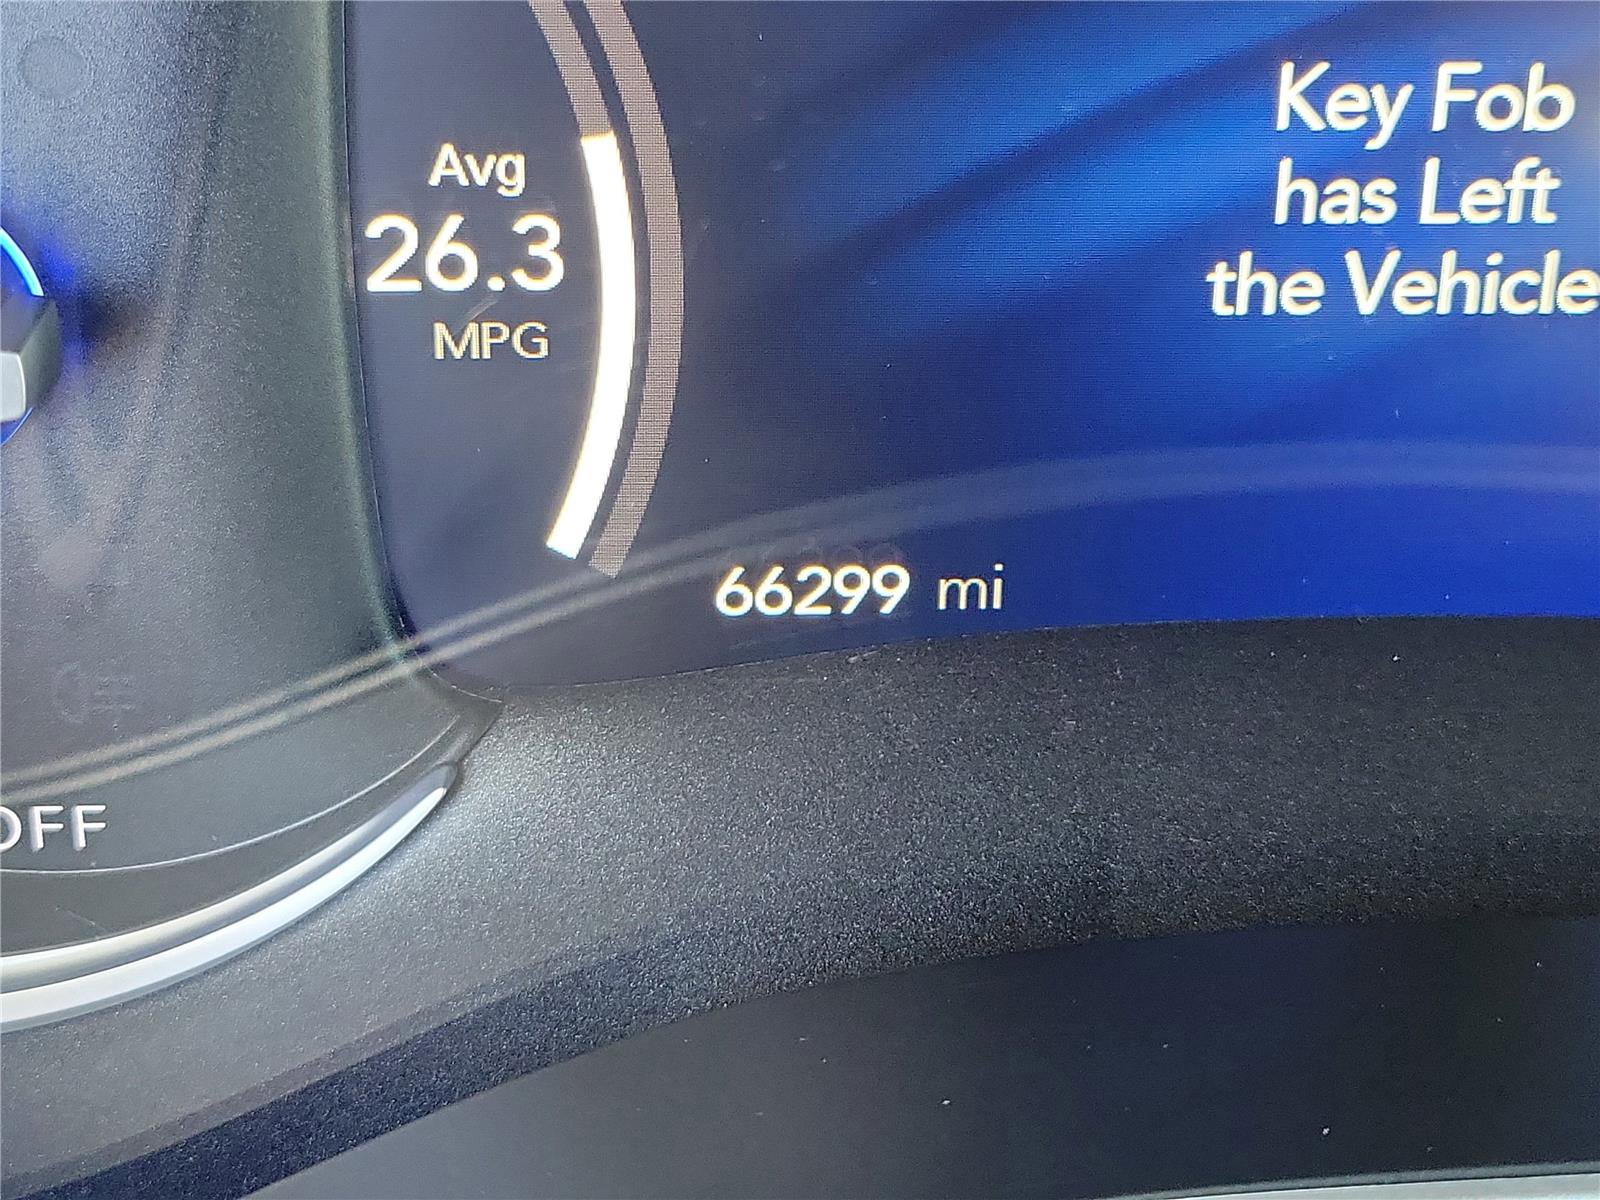 Key Fob
has Left
the Vehicle
Avg
26.3
MPG
66299 mi
OFF